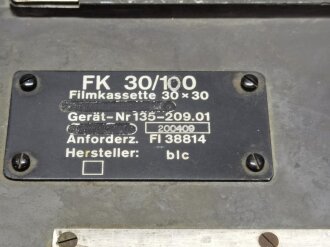 FK 30/100
Filmkassette 30×30
Gerät-Nr 135-209.01
200409
Anforderz. Fl 38814
Hersteller: blc